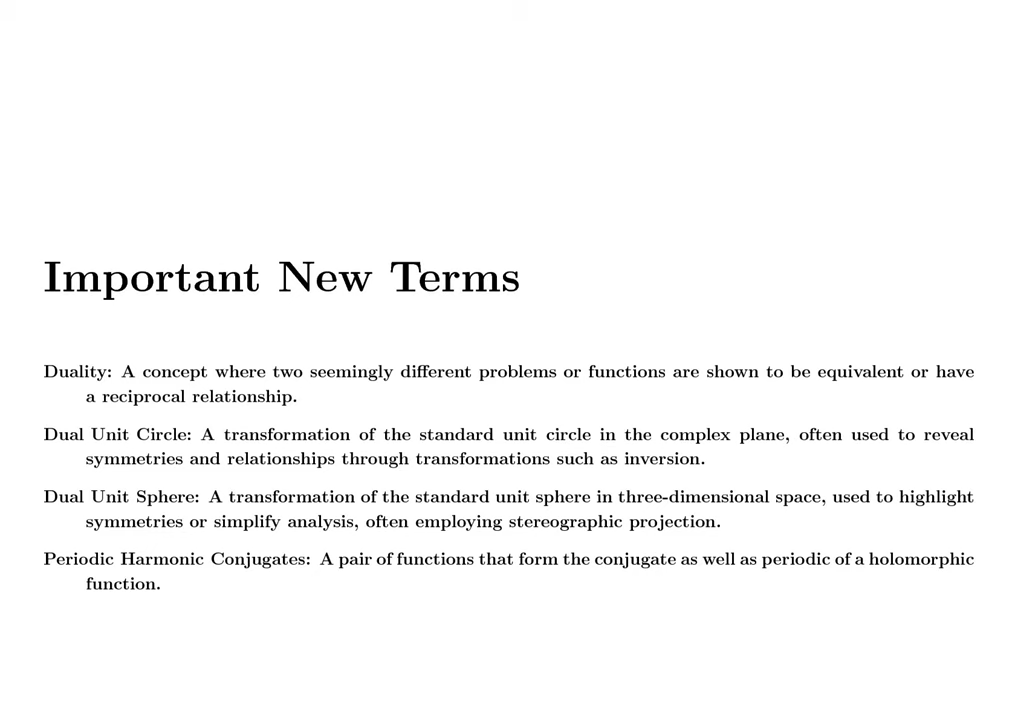 Important New Terms
Duality: A concept where two seemingly different problems or functions are shown to be equivalent or have
a reciprocal relationship.
Dual Unit Circle: A transformation of the standard unit circle in the complex plane, often used to reveal
symmetries and relationships through transformations such as inversion.
Dual Unit Sphere: A transformation of the standard unit sphere in three-dimensional space, used to highlight
symmetries or simplify analysis, often employing stereographic projection.
Periodic Harmonic Conjugates: A pair of functions that form the conjugate as well as periodic of a holomorphic
function.